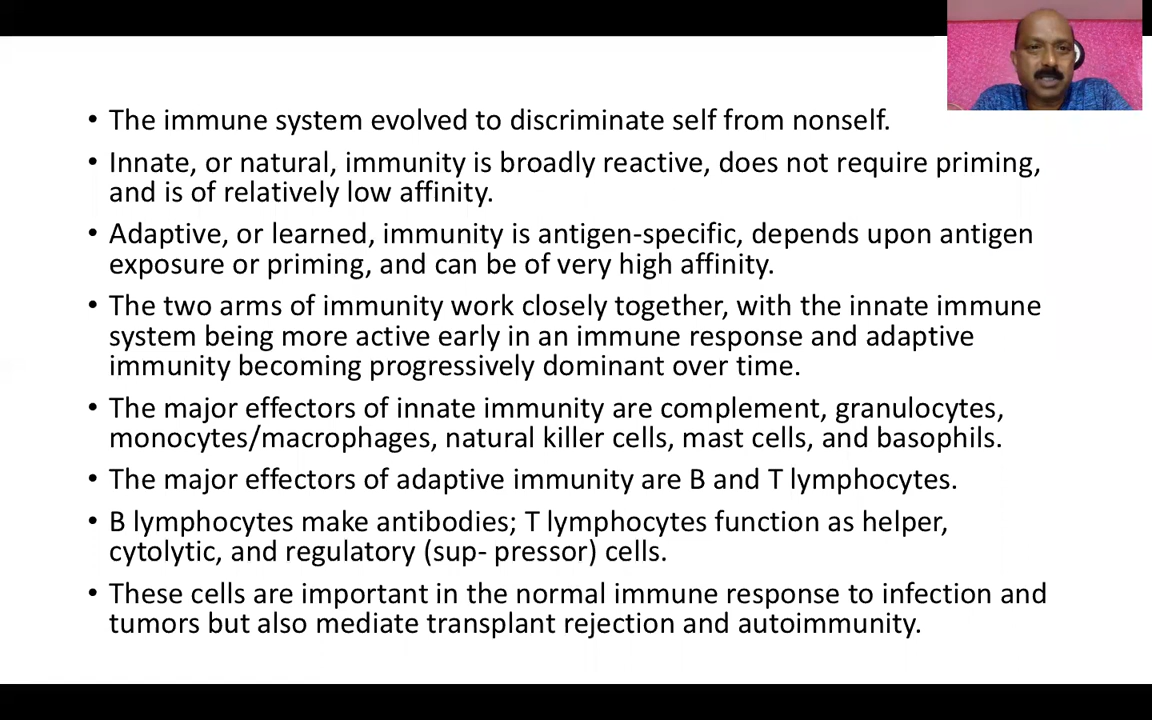 • The immune system evolved to discriminate self from nonself.
• Innate, or natural, immunity is broadly reactive, does not require priming,
and is of relatively low affinity.
• Adaptive, or learned, immunity is antigen-specific, depends upon antigen
exposure or priming, and can be of very high affinity.
• The two arms of immunity work closely together, with the innate immune
system being more active early in an immune response and adaptive
immunity becoming progressively dominant over time.
• The major effectors of innate immunity are complement, granulocytes,
monocytes/macrophages, natural killer cells, mast cells, and basophils.
• The major effectors of adaptive immunity are B and T lymphocytes.
• B lymphocytes make antibodies; T lymphocytes function as helper,
cytolytic, and regulatory (sup- pressor) cells.
• These cells are important in the normal immune response to infection and
tumors but also mediate transplant rejection and autoimmunity.